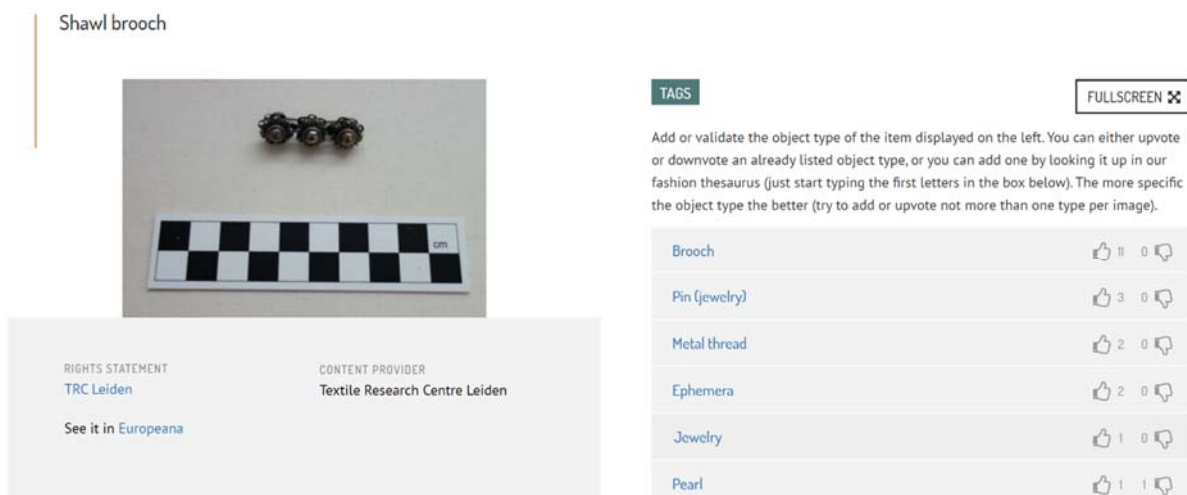 Shawl brooch
cm
RIGHTS STATEMENT
TRC Leiden
CONTENT PROVIDER
Textile Research Centre Leiden
See it in Europeana
TAGS
FULLSCREEN
Add or validate the object type of the item displayed on the left. You can either upvote
or downvote an already listed object type, or you can add one by looking it up in our
fashion thesaurus (just start typing the first letters in the box below). The more specific
the object type the better (try to add or upvote not more than one type per image).
Brooch 11 0
Pin (jewelry) 3 0
Metal thread 2 0
Ephemera 2 0
Jewelry 1 0
Pearl 1 1